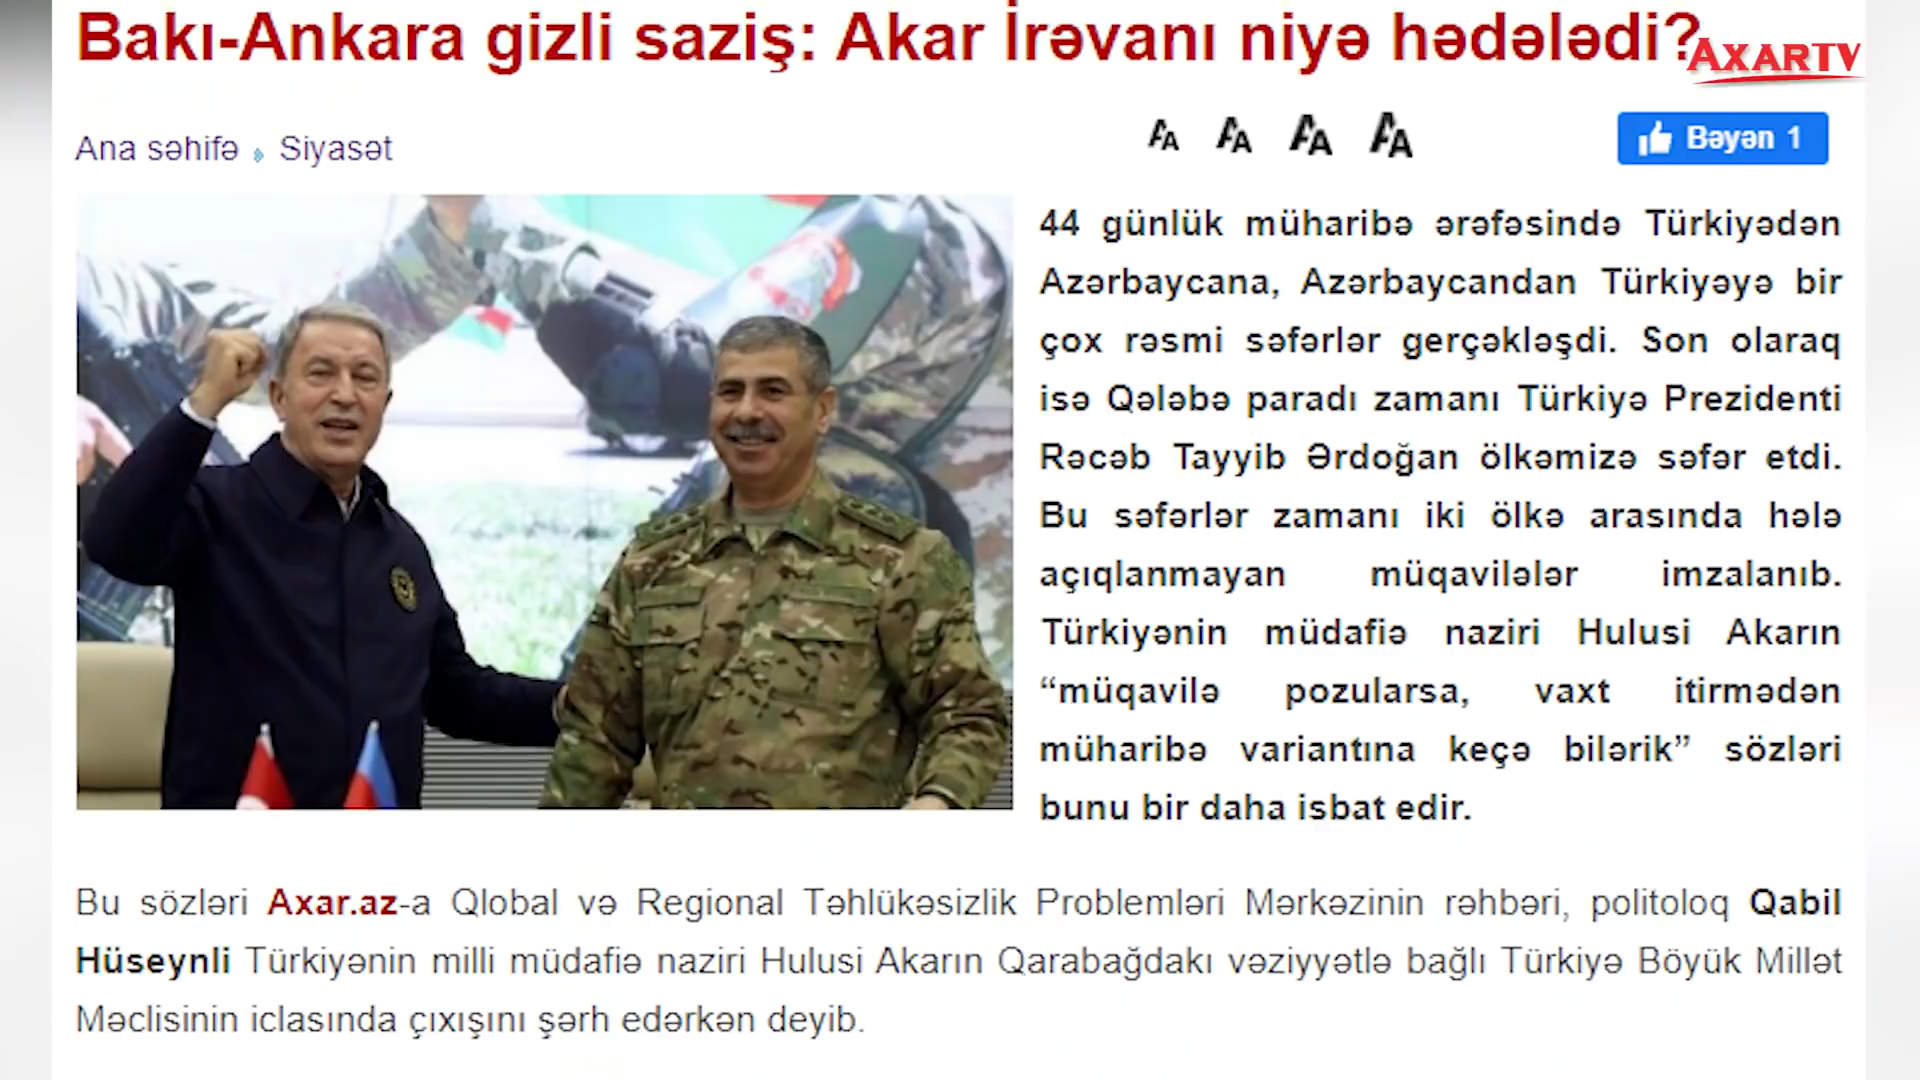 Bakı-Ankara gizli saziş: Akar İrəvanı niyə hədələdi?
AXARTV
Ana səhifə » Siyasət
AA AA AA AA
Bəyən 1
44 günlük müharibə ərəfəsində Türkiyədən
Azərbaycana, Azərbaycandan Türkiyəyə bir
çox rəsmi səfərlər gerçəkləşdi. Son olaraq
isə Qələbə paradı zamanı Türkiyə Prezidenti
Rəcəb Tayyib Ərdoğan ölkəmizə səfər etdi.
Bu səfərlər zamanı iki ölkə arasında hələ
açıqlanmayan müqavilələr imzalanıb.
Türkiyənin müdafiə naziri Hulusi Akarın
“müqavilə pozularsa, vaxt itirmədən
müharibə variantına keçə bilərik” sözləri
bunu bir daha isbat edir.
Bu sözləri Axar.az-a Qlobal və Regional Təhlükəsizlik Problemləri Mərkəzinin rəhbəri, politoloq Qabil
Hüseynli Türkiyənin milli müdafiə naziri Hulusi Akarın Qarabağdakı vəziyyətlə bağlı Türkiyə Böyük Millət
Məclisinin iclasında çıxışını şərh edərkən deyib.